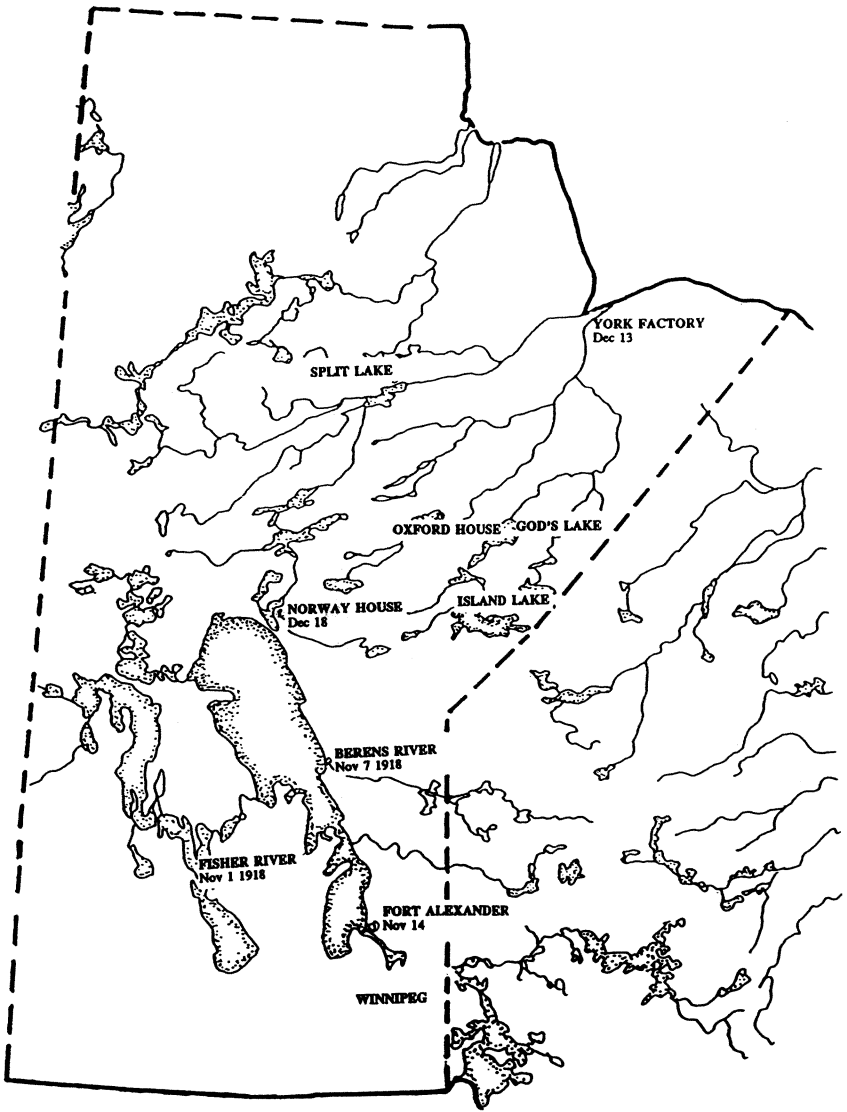 YORK FACTORY
Dec 13
SPLIT LAKE
OXFORD HOUSE
GOD'S LAKE
NORWAY HOUSE
Dec 18
ISLAND LAKE
BERENS RIVER
Nov 7 1918
FISHER RIVER
Nov 1 1918
FORT ALEXANDER
Nov 14
WINNIPEG